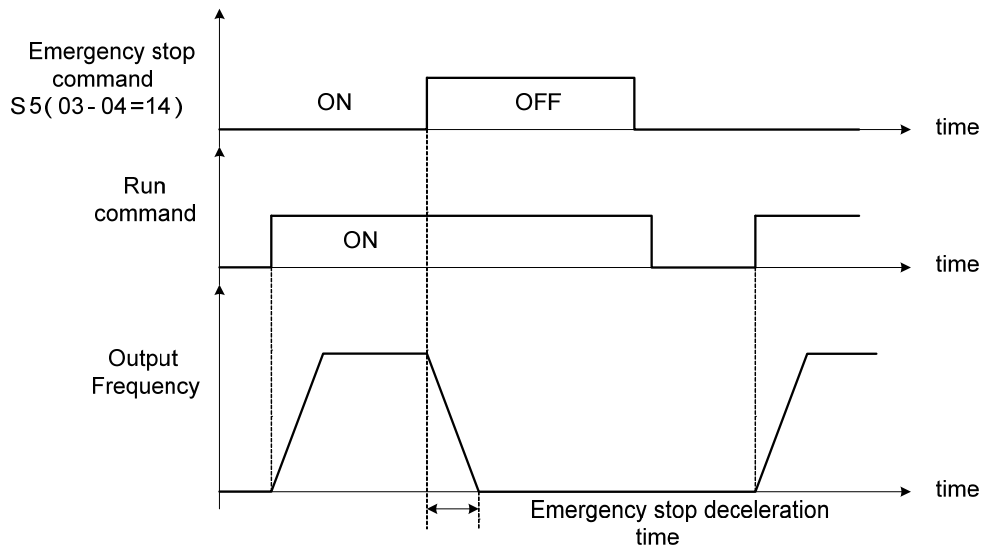 Emergency stop
command
S5(03-04=14)
ON
OFF
time
Run
command
ON
time
Output
Frequency
time
Emergency stop deceleration
time